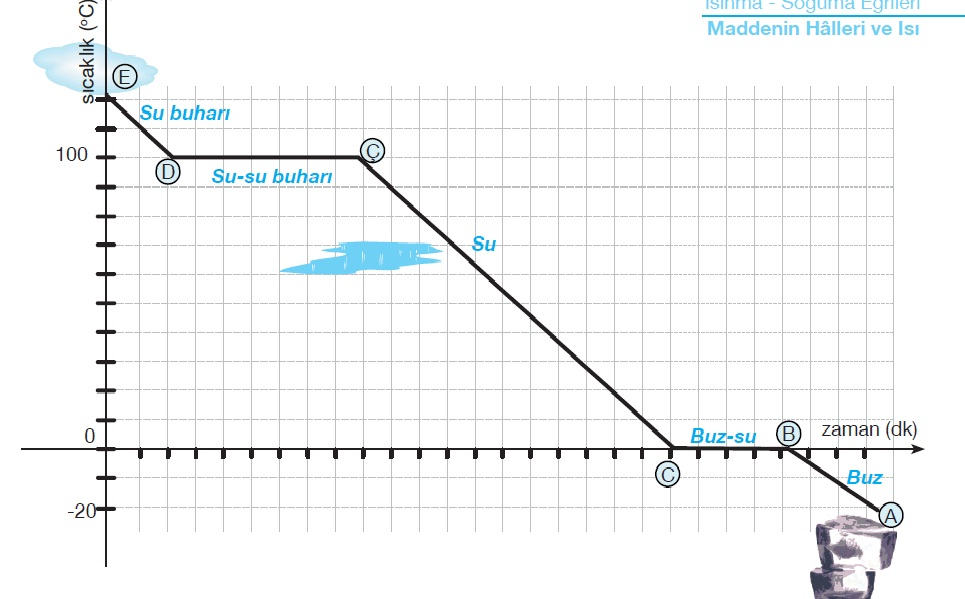 Isınma - Soğuma Eğrileri
Maddenin Hâlleri ve Isı
sıcaklık (°C)
E
Su buharı
100
D
Ç
Su-su buharı
Su
0
Buz-su
B
zaman (dk)
C
Buz
-20
A